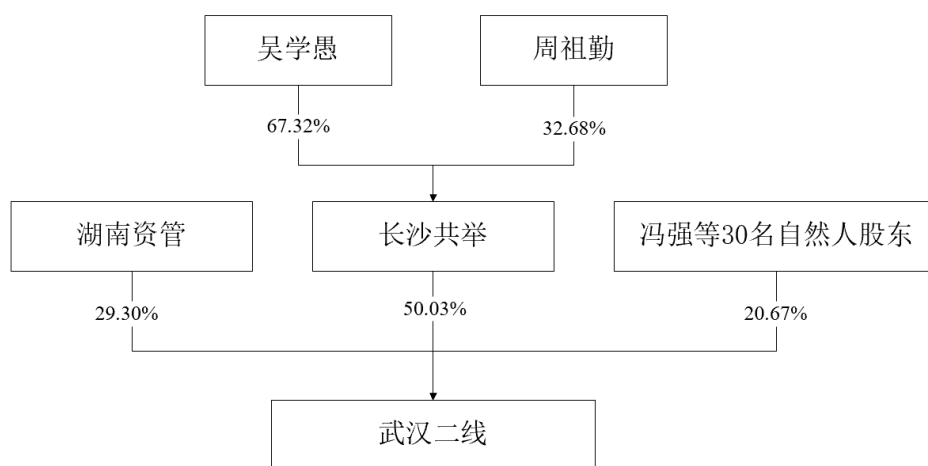 吴学愚
周祖勤
67.32%
32.68%
湖南资管
长沙共举
冯强等30名自然人股东
29.30%
50.03%
20.67%
武汉二线